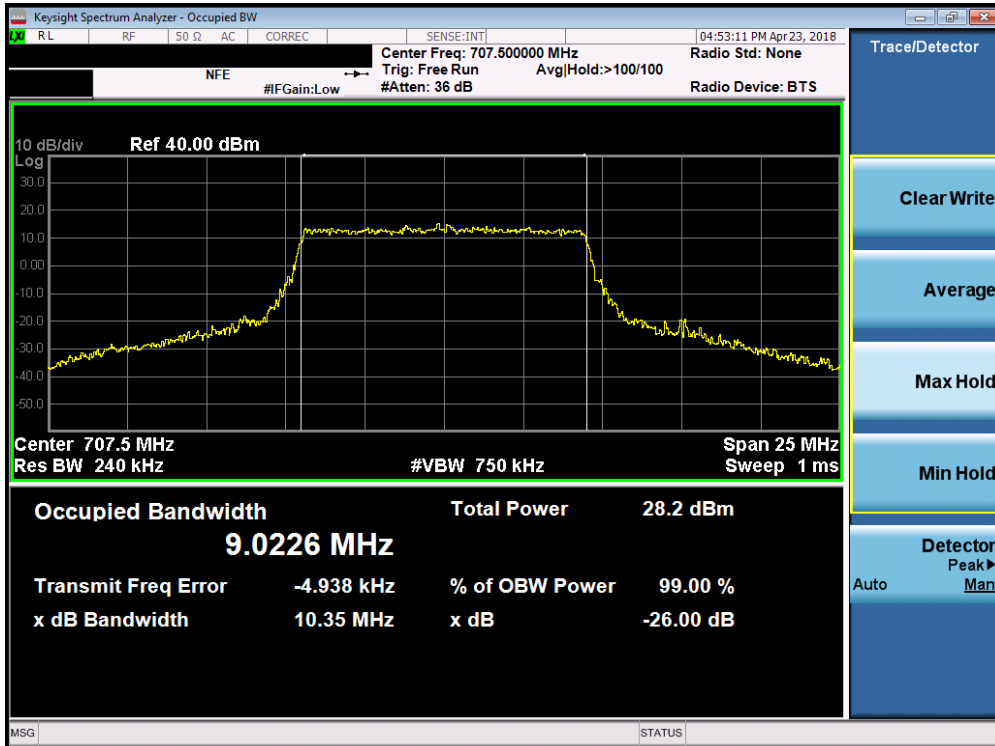 Keysight Spectrum Analyzer - Occupied BW
LXI RL RF 50 Ω AC CORREC SENSE:INT 04:53:11 PM Apr 23, 2018
Center Freq: 707.500000 MHz Radio Std: None
NFE Trig: Free Run Avg|Hold:>100/100
#IFGain:Low #Atten: 36 dB Radio Device: BTS
10 dB/div Ref 40.00 dBm
Log
30.0
20.0
10.0
0.00
-10.0
-20.0
-30.0
-40.0
-50.0
Center 707.5 MHz Span 25 MHz
Res BW 240 kHz #VBW 750 kHz Sweep 1 ms
Occupied Bandwidth Total Power 28.2 dBm
9.0226 MHz
Transmit Freq Error -4.938 kHz % of OBW Power 99.00 %
x dB Bandwidth 10.35 MHz x dB -26.00 dB
MSG STATUS
Trace/Detector
Clear Write
Average
Max Hold
Min Hold
Detector
Peak▶
Auto Man